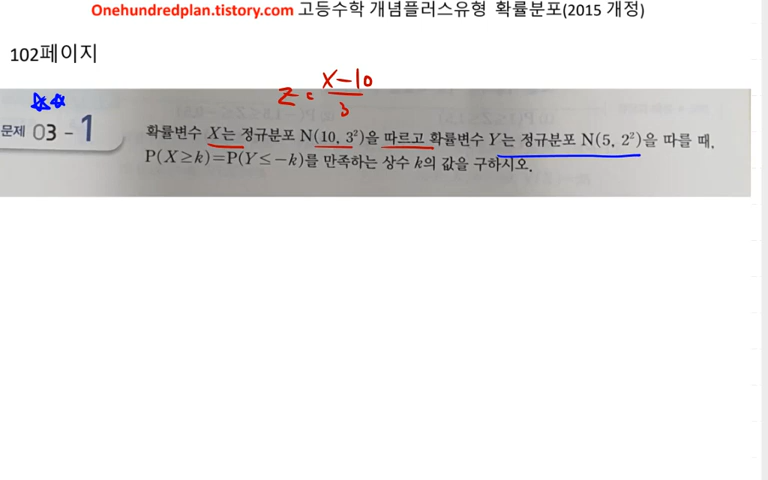 Onehundredplan.tistory.com 고등수학 개념플러스유형 확률분포(2015 개정)
102페이지
z = x-10/3
문제 03-1
확률변수 X는 정규분포 N(10, 3²)을 따르고 확률변수 Y는 정규분포 N(5, 2²)을 따를 때,
P(X≥k)=P(Y≤-k)를 만족하는 상수 k의 값을 구하시오.